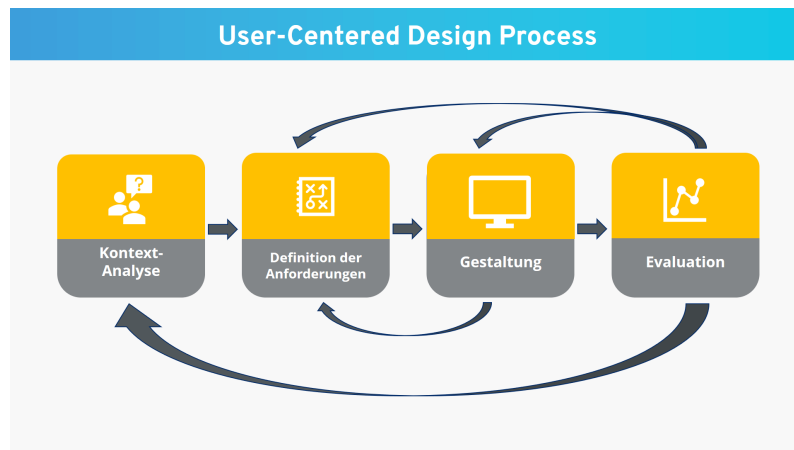 User-Centered Design Process
?
Kontext-
Analyse
Definition der
Anforderungen
Gestaltung
Evaluation